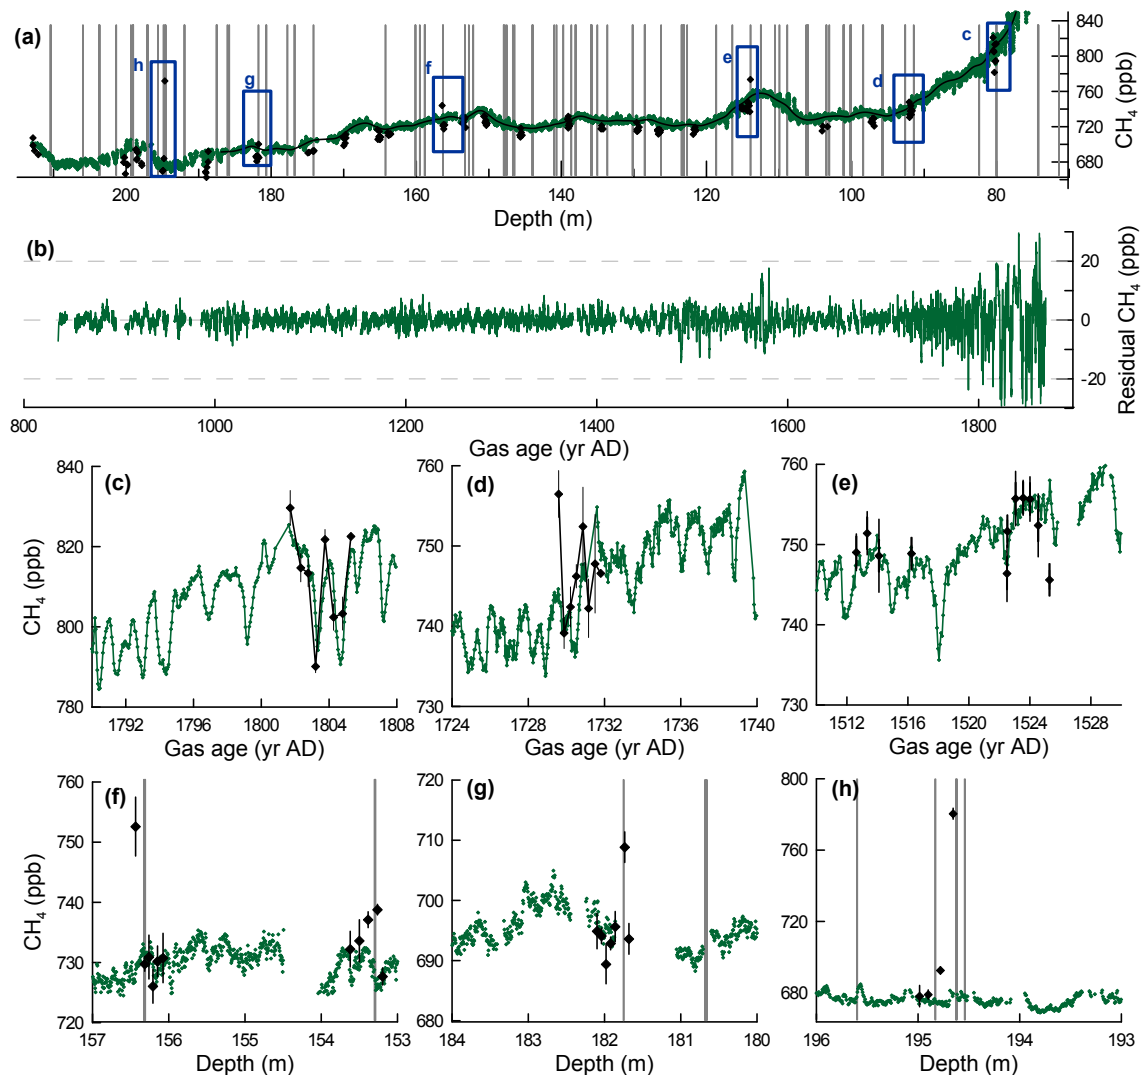 (a)
h
g
f
e
d
c
840
800
760
720
680
CH4 (ppb)
200 180 160 140 120 100 80
Depth (m)
(b)
20
0
-20
Residual CH4 (ppb)
800 1000 1200 1400 1600 1800
Gas age (yr AD)
(c)
840
820
800
780
CH4 (ppb)
1792 1796 1800 1804 1808
Gas age (yr AD)
(d)
760
750
740
730
1724 1728 1732 1736 1740
Gas age (yr AD)
(e)
760
750
740
730
1512 1516 1520 1524 1528
Gas age (yr AD)
(f)
760
750
740
730
720
CH4 (ppb)
157 156 155 154 153
Depth (m)
(g)
720
710
700
690
680
184 183 182 181 180
Depth (m)
(h)
800
760
720
680
196 195 194 193
Depth (m)